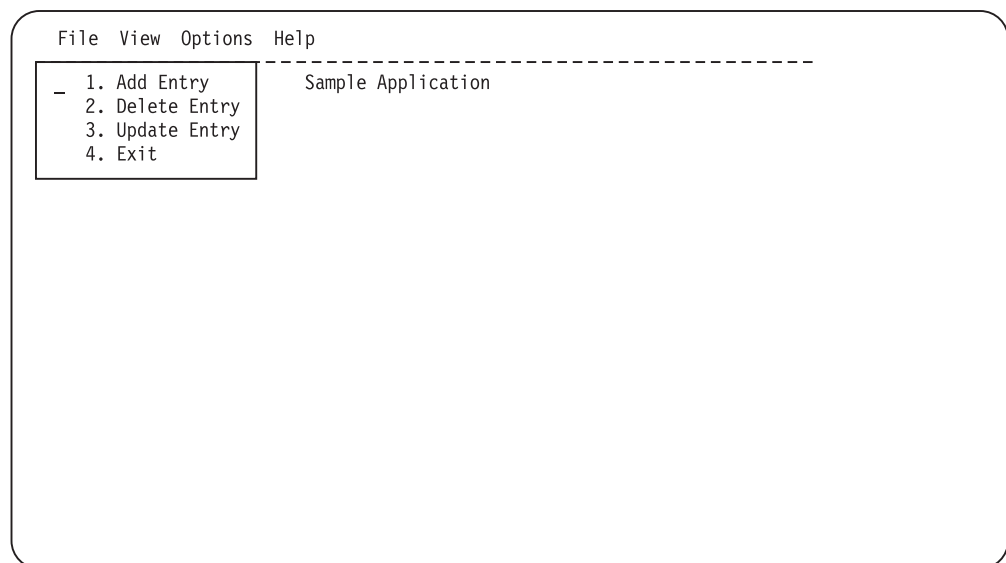 File View Options Help
_ 1. Add Entry Sample Application
2. Delete Entry
3. Update Entry
4. Exit